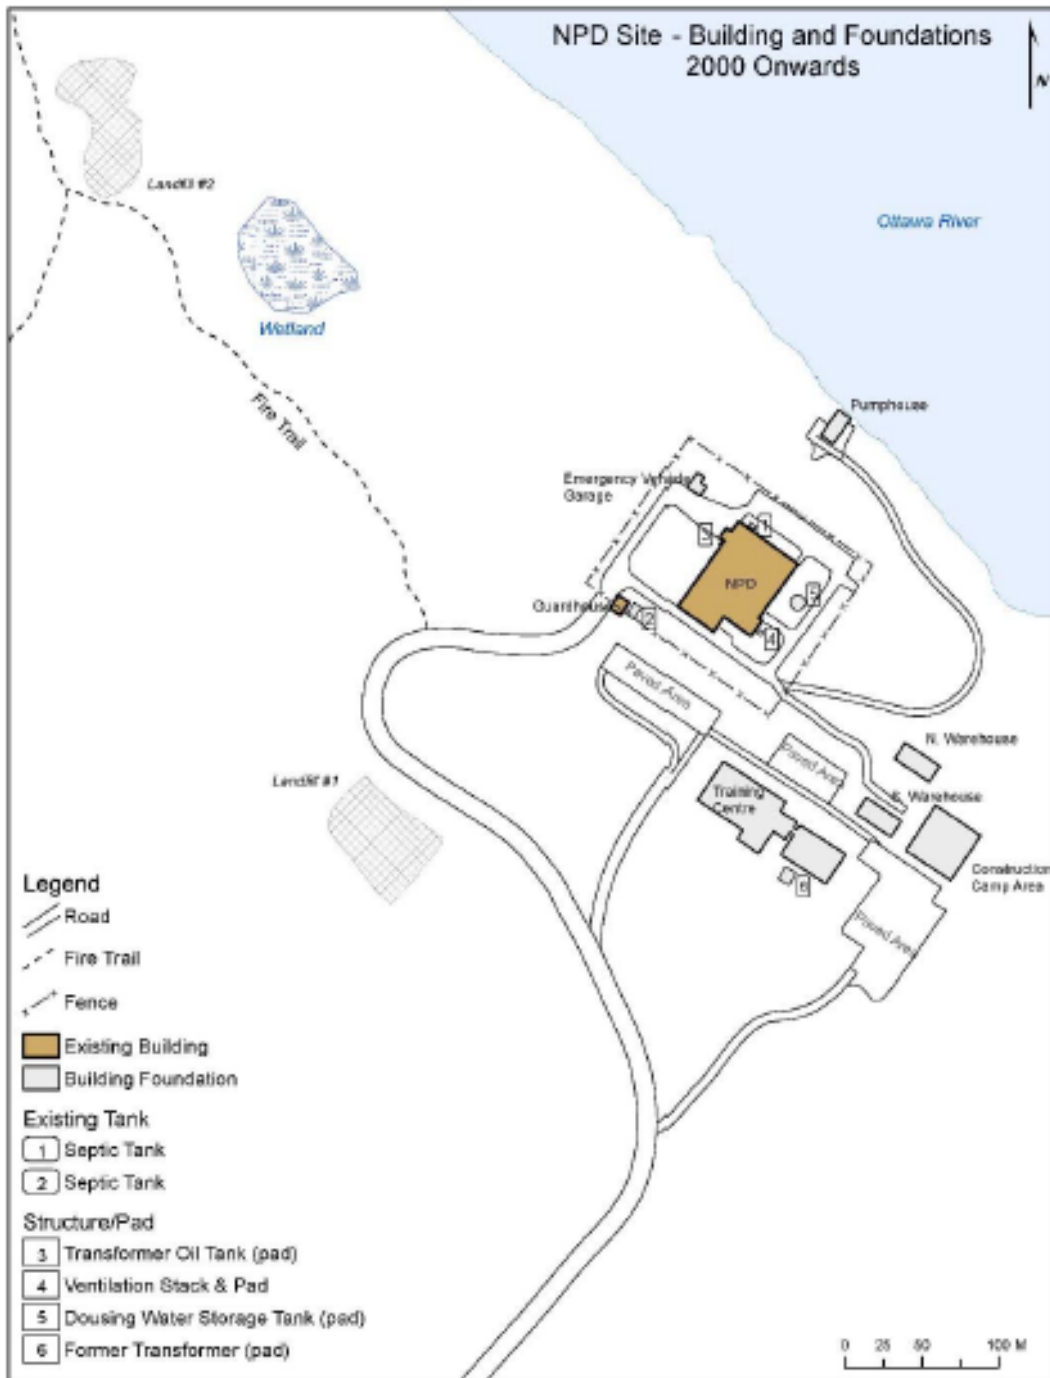 NPD Site - Building and Foundations
2000 Onwards
N
Landfill #2
Ottawa River
Wetland
Fire Trail
Pumphouse
Emergency Vehicle
Garage
1
3
NPD
5
Guardhouse
2
4
Paved Area
N. Warehouse
Paved Area
Landfill #1
Training
Centre
S. Warehouse
Construction
Camp Area
6
Paved Area
Legend
Road
Fire Trail
Fence
Existing Building
Building Foundation
Existing Tank
1 Septic Tank
2 Septic Tank
Structure/Pad
3 Transformer Oil Tank (pad)
4 Ventilation Stack & Pad
5 Dousing Water Storage Tank (pad)
6 Former Transformer (pad)
0 25 50 100 M